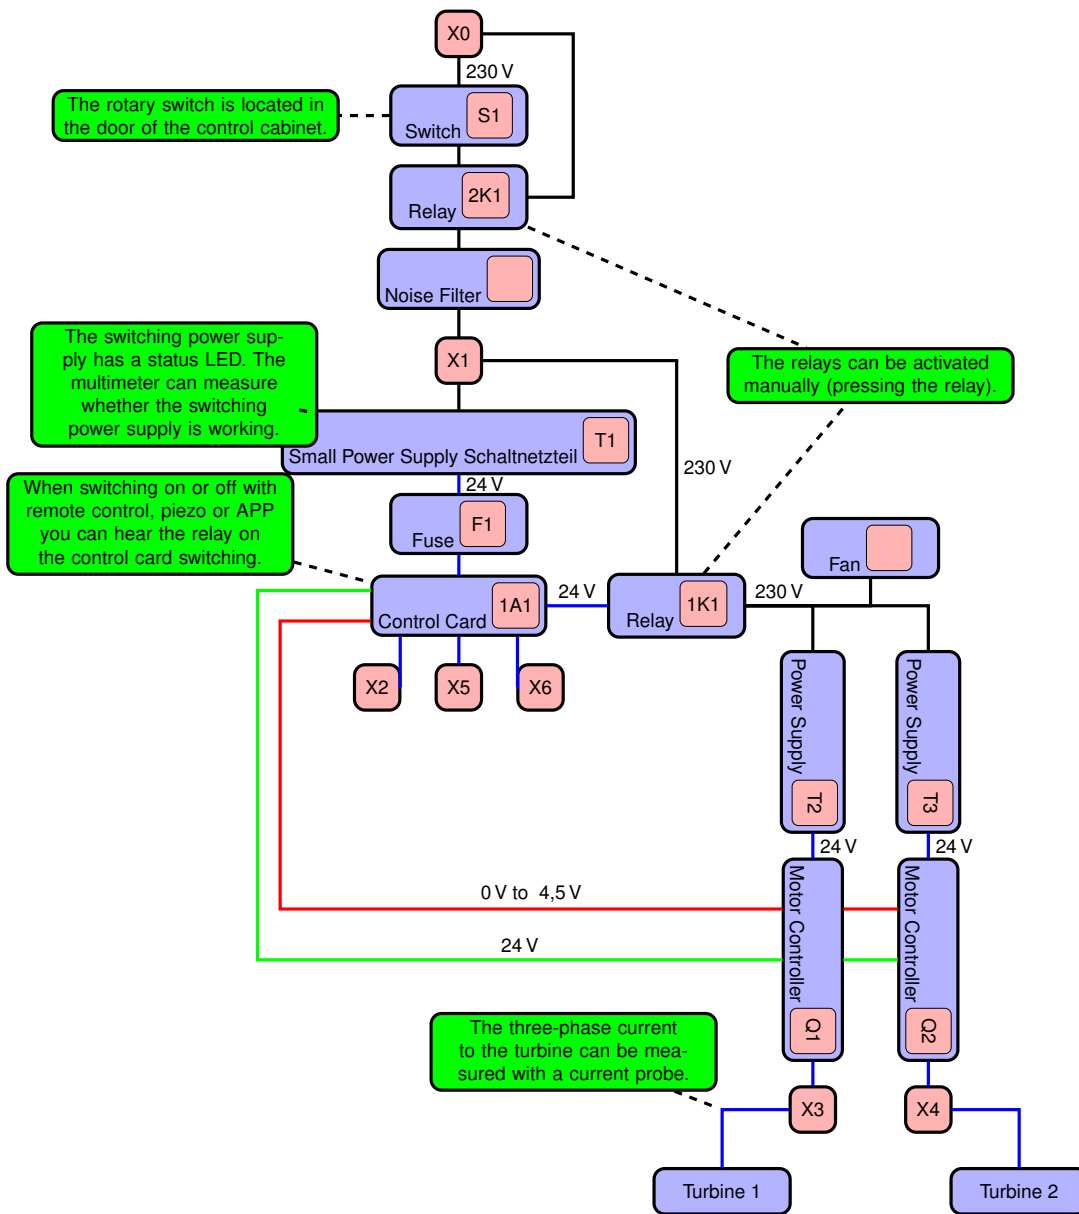 X0
230 V
The rotary switch is located in
the door of the control cabinet.
S1
Switch
2K1
Relay
Noise Filter
The switching power sup-
ply has a status LED. The
multimeter can measure
whether the switching
power supply is working.
X1
The relays can be activated
manually (pressing the relay).
T1
Small Power Supply Schaltnetzteil
230 V
24 V
When switching on or off with
remote control, piezo or APP
you can hear the relay on
the control card switching.
F1
Fuse
Fan
1A1
Control Card
24 V
1K1
Relay
230 V
X2
X5
X6
Power Supply
T2
Power Supply
T3
24 V
24 V
0 V to 4,5 V
24 V
Motor Controller
Q1
Motor Controller
Q2
The three-phase current
to the turbine can be mea-
sured with a current probe.
X3
X4
Turbine 1
Turbine 2